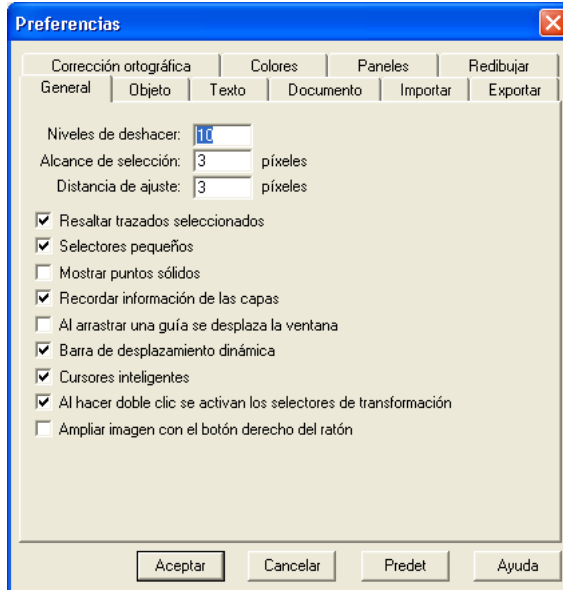 Preferencias
Corrección ortográfica Colores Paneles Redibujar
General Objeto Texto Documento Importar Exportar
Niveles de deshacer: 10
Alcance de selección: 3 píxeles
Distancia de ajuste: 3 píxeles
Resaltar trazados seleccionados
Selectores pequeños
Mostrar puntos sólidos
Recordar información de las capas
Al arrastrar una guía se desplaza la ventana
Barra de desplazamiento dinámica
Cursores inteligentes
Al hacer doble clic se activan los selectores de transformación
Ampliar imagen con el botón derecho del ratón
Aceptar Cancelar Predet Ayuda